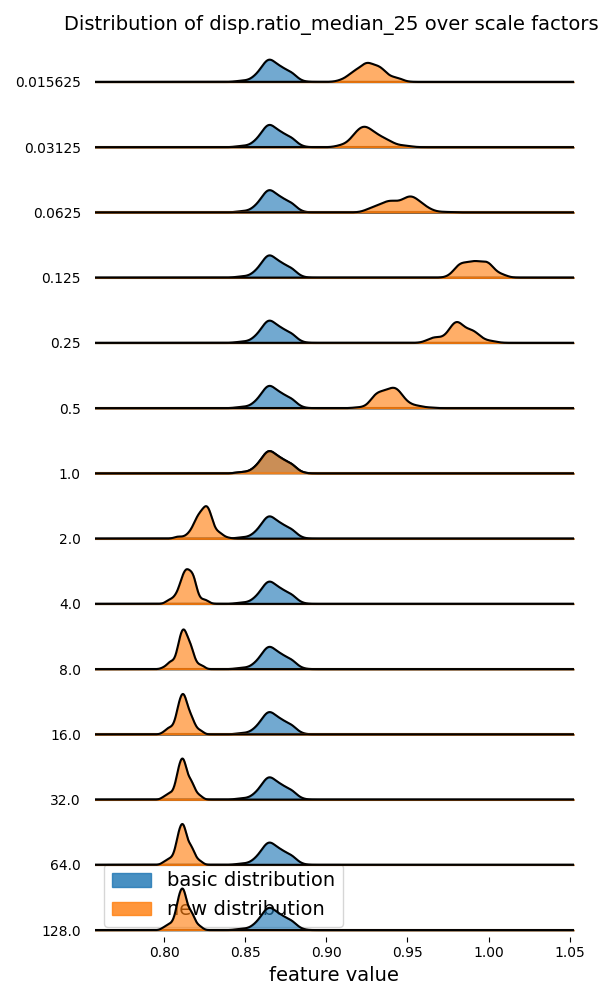 Distribution of disp.ratio_median_25 over scale factors
0.015625
0.03125
0.0625
0.125
0.25
0.5
1.0
2.0
4.0
8.0
16.0
32.0
64.0
128.0
basic distribution
new distribution
0.80 0.85 0.90 0.95 1.00 1.05
feature value